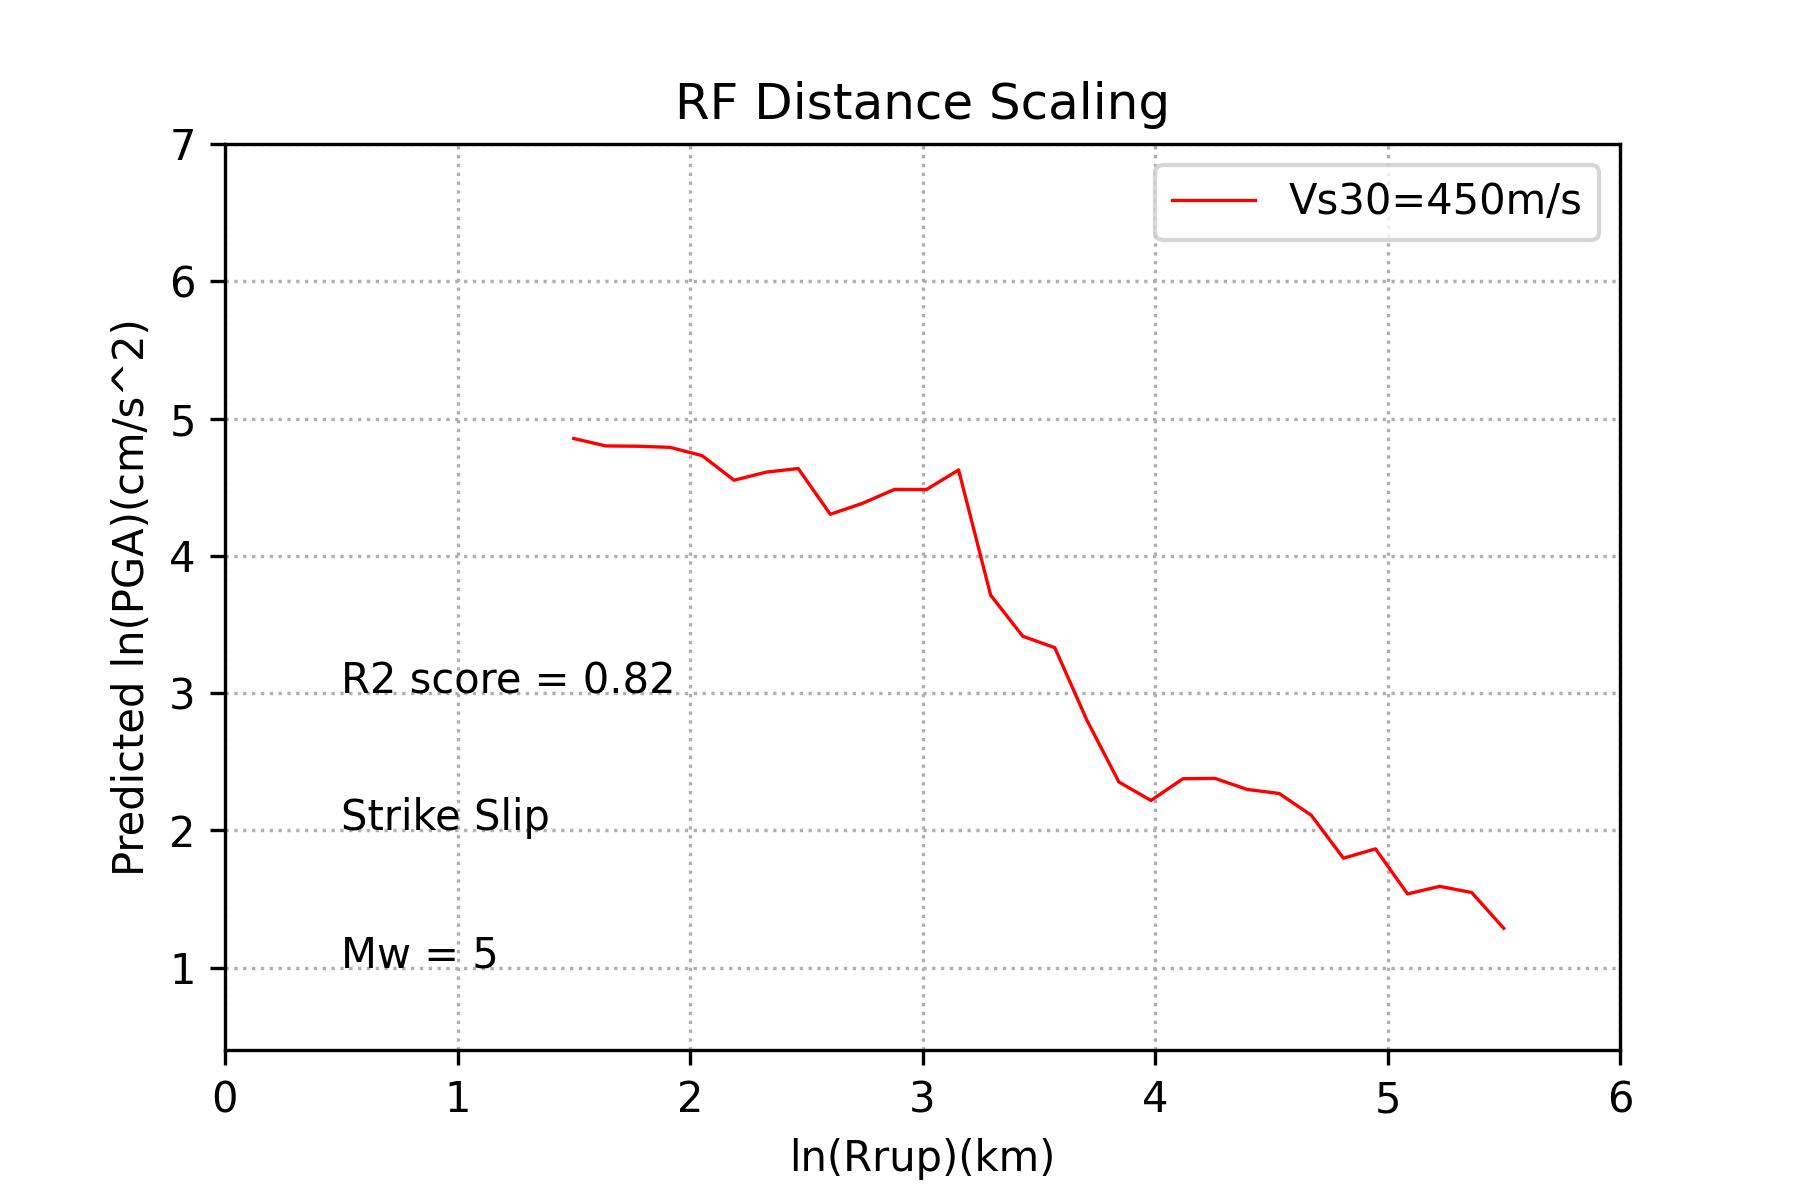 RF Distance Scaling
7
6
5
4
3
2
1
Predicted ln(PGA)(cm/s^2)
Vs30=450m/s
R2 score = 0.82
Strike Slip
Mw = 5
0 1 2 3 4 5 6
ln(Rrup)(km)